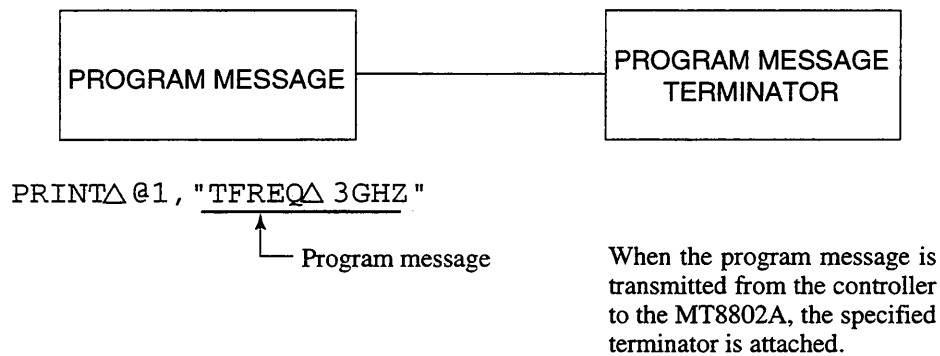 PROGRAM MESSAGE
PROGRAM MESSAGE
TERMINATOR
PRINT△ @1, "TFREQ△ 3GHZ"
Program message
When the program message is
transmitted from the controller
to the MT8802A, the specified
terminator is attached.